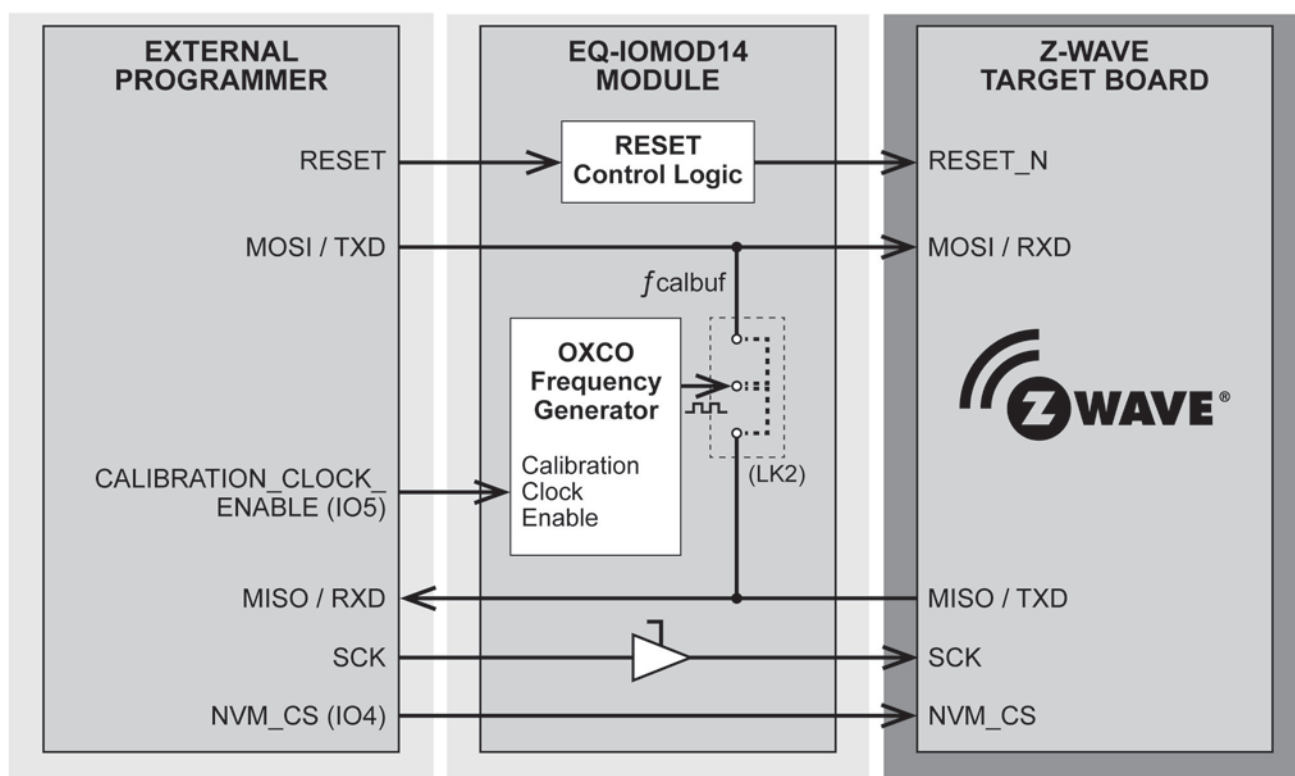 EXTERNAL
PROGRAMMER
EQ-IOMOD14
MODULE
Z-WAVE
TARGET BOARD
RESET
RESET
Control Logic
RESET_N
MOSI / TXD
MOSI / RXD
ƒcalbuf
OXCO
Frequency
Generator
Z WAVE®
(LK2)
Calibration
Clock
Enable
CALIBRATION_CLOCK_
ENABLE (IO5)
MISO / RXD
MISO / TXD
SCK
SCK
NVM_CS (IO4)
NVM_CS